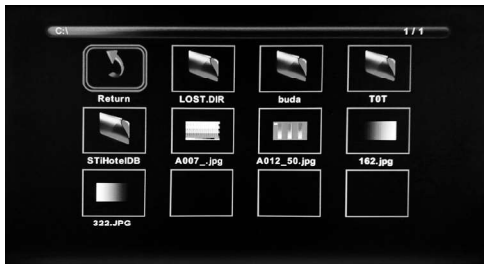 C:\ 1 / 1
Return LOST.DIR buda T0T
STiHotelDB A007_.jpg A012_50.jpg 162.jpg
322.JPG